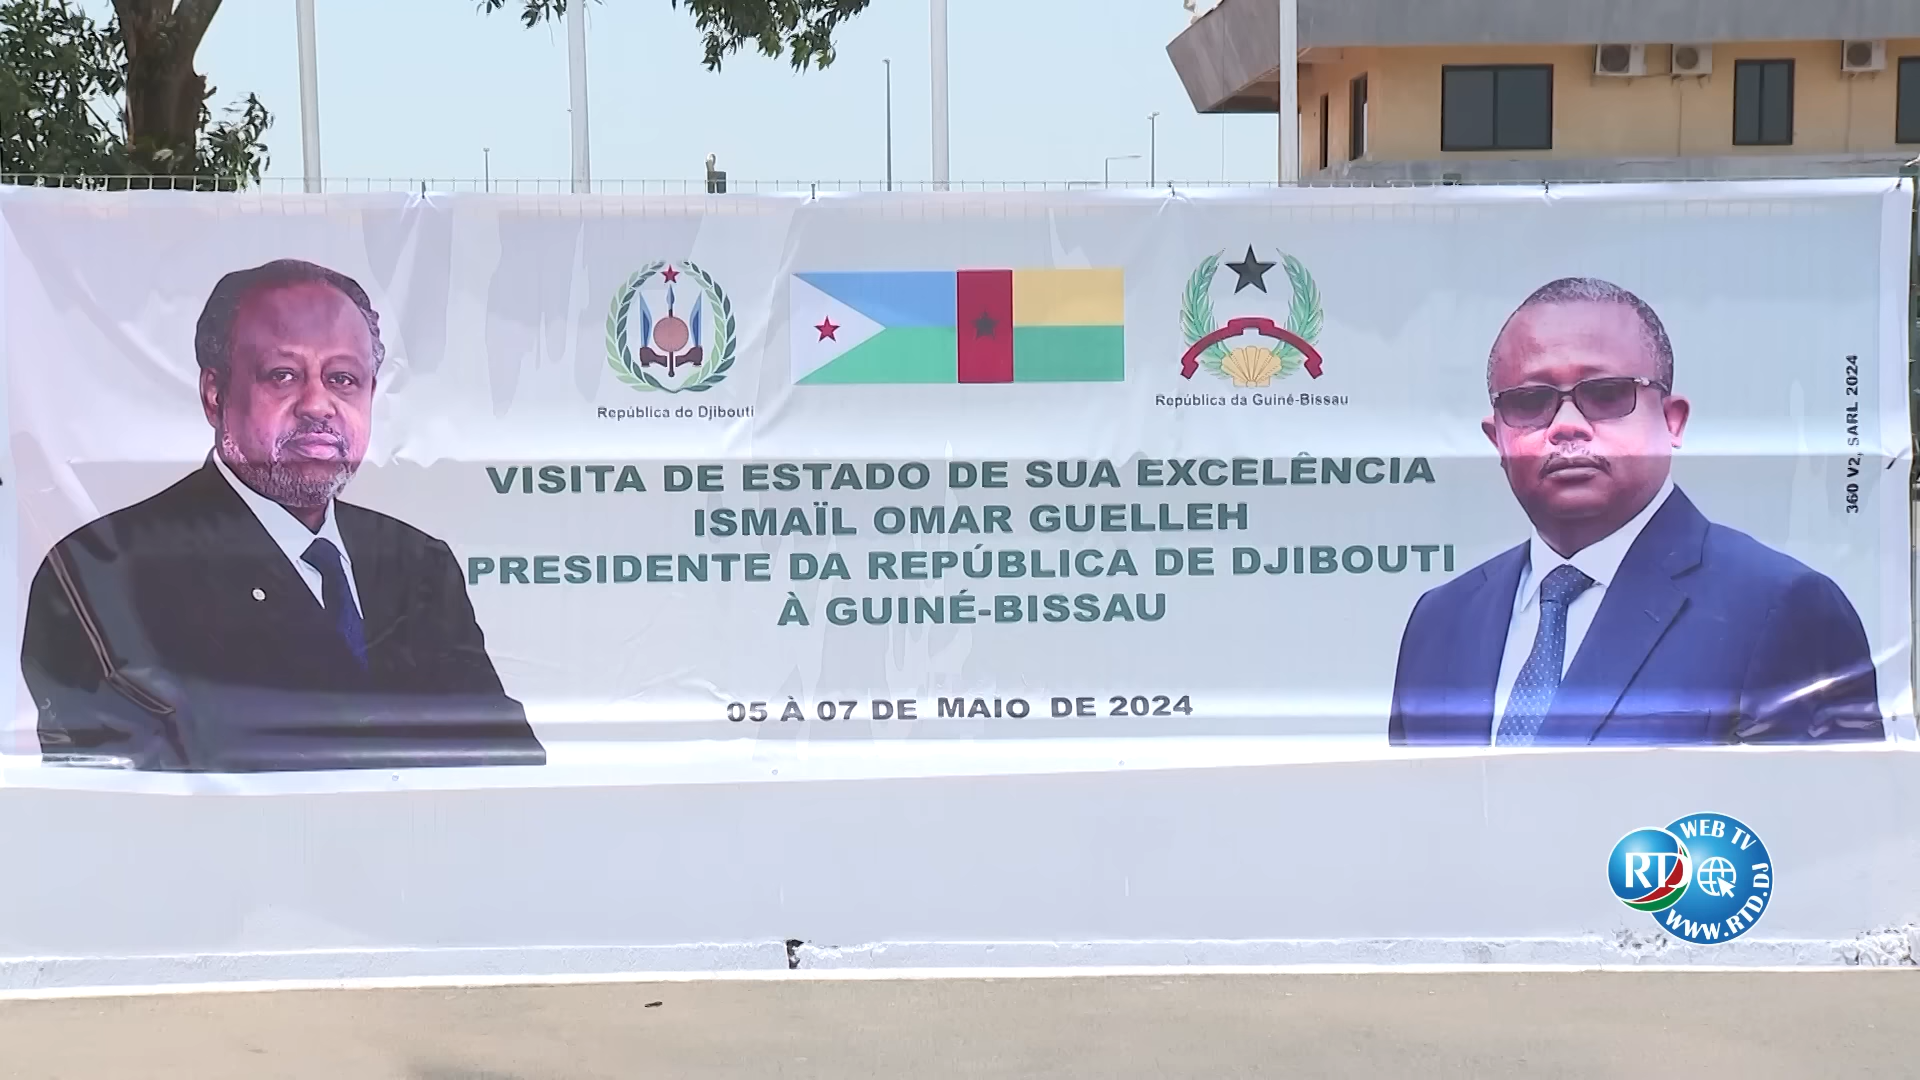 República do Djibouti
República da Guiné-Bissau
VISITA DE ESTADO DE SUA EXCELÊNCIA
ISMAÏL OMAR GUELLEH
PRESIDENTE DA REPÚBLICA DE DJIBOUTI
À GUINÉ-BISSAU
05 À 07 DE MAIO DE 2024
360 V2, SARL 2024
RTD
WEB TV
WWW.RTD.DJ